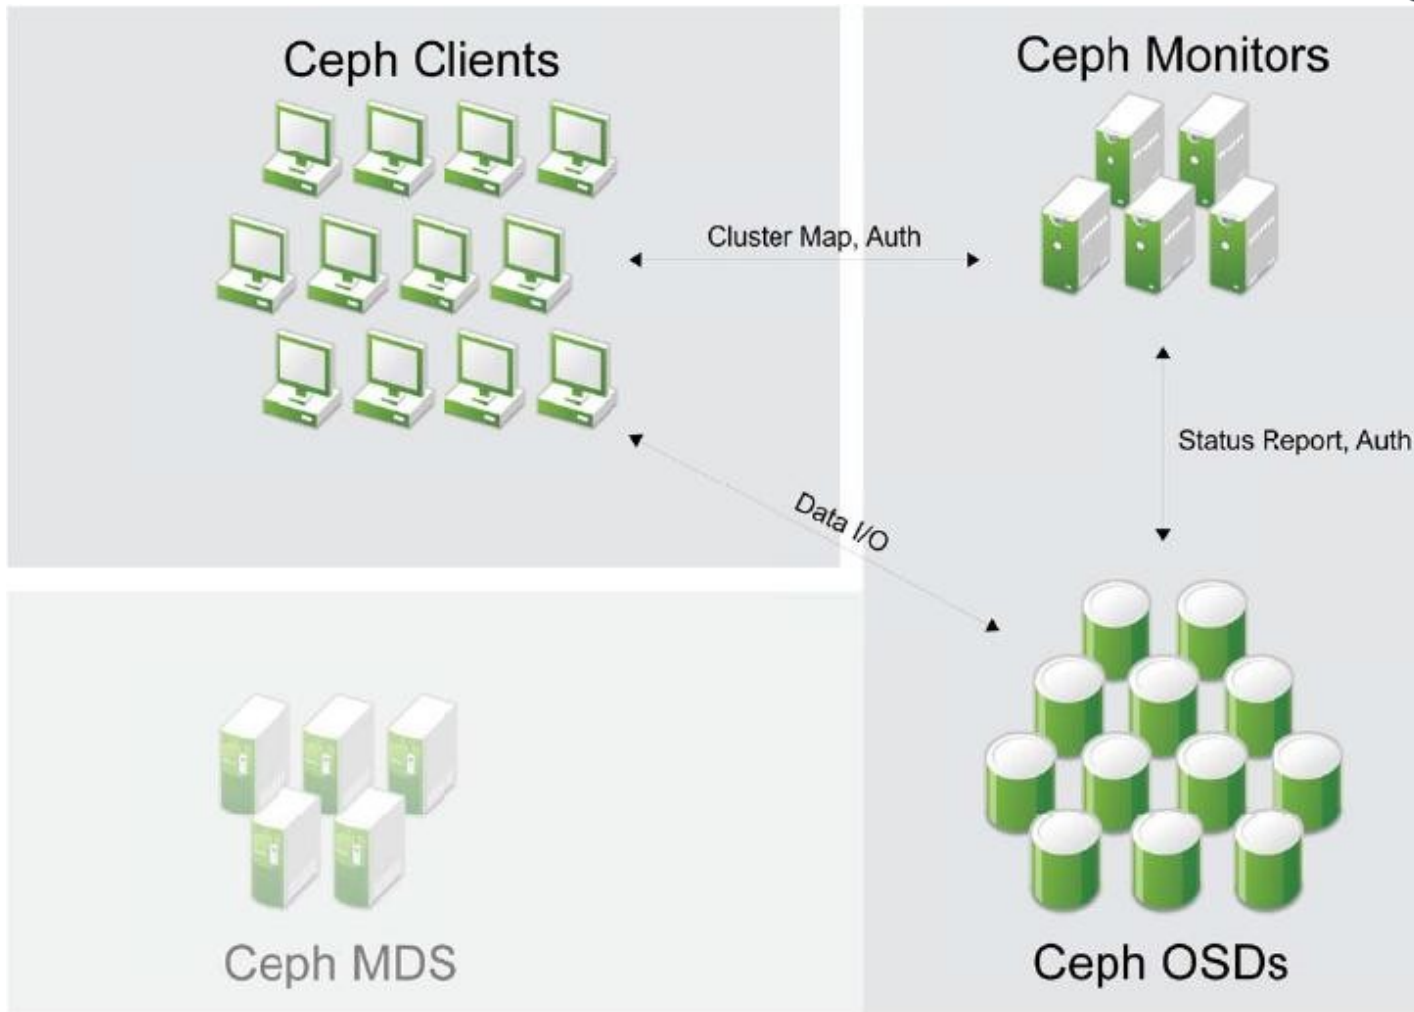 Ceph Clients
Ceph Monitors
Cluster Map, Auth
Status Report, Auth
Data I/O
Ceph MDS
Ceph OSDs